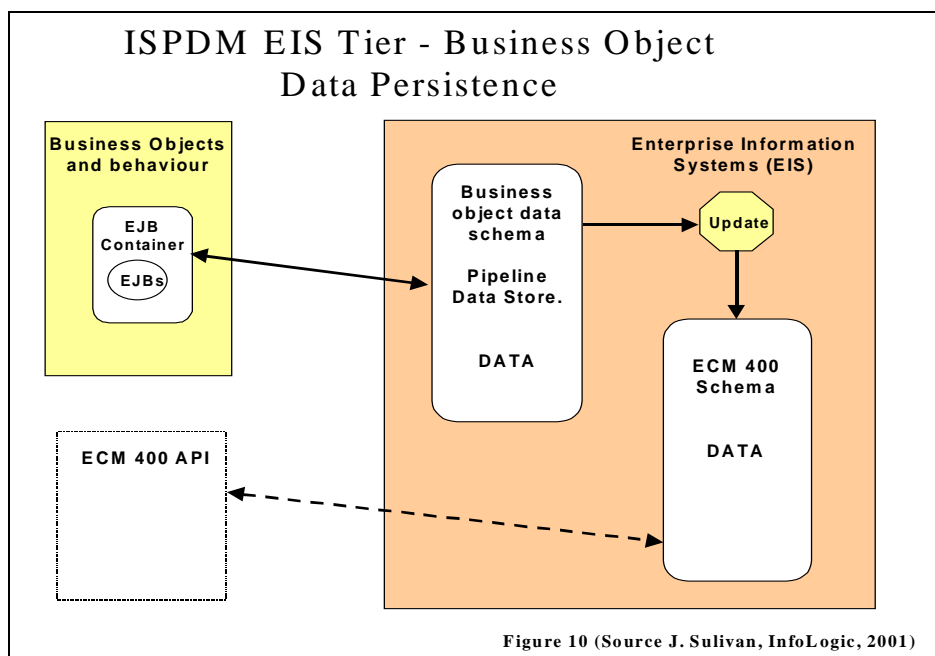 ISPDM EIS Tier - Business Object
Data Persistence
Business Objects
and behaviour
EJB
Container
EJBs
Enterprise Information
Systems (EIS)
Business
object data
schema
Pipeline
Data Store.
DATA
Update
ECM 400
Schema
DATA
ECM 400 API
Figure 10 (Source J. Sulivan, InfoLogic, 2001)